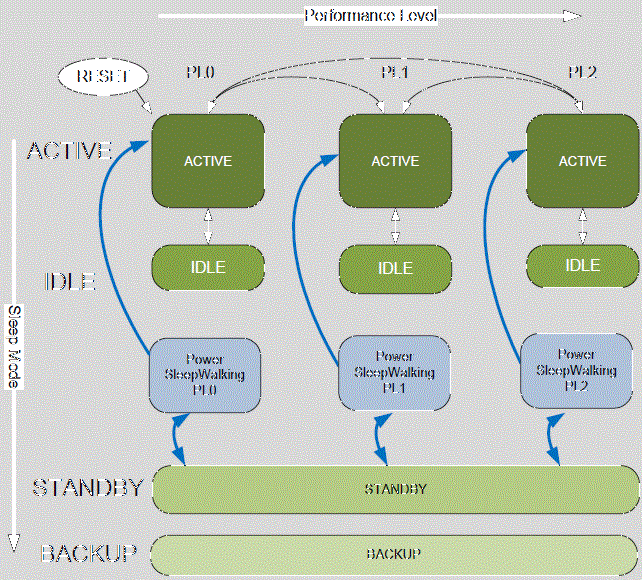 Performance Level
RESET
PL0
PL1
PL2
ACTIVE
ACTIVE
ACTIVE
ACTIVE
IDLE
IDLE
IDLE
IDLE
Sleep Mode
Power
SleepWalking
PL0
Power
SleepWalking
PL1
Power
SleepWalking
PL2
STANDBY
STANDBY
BACKUP
BACKUP